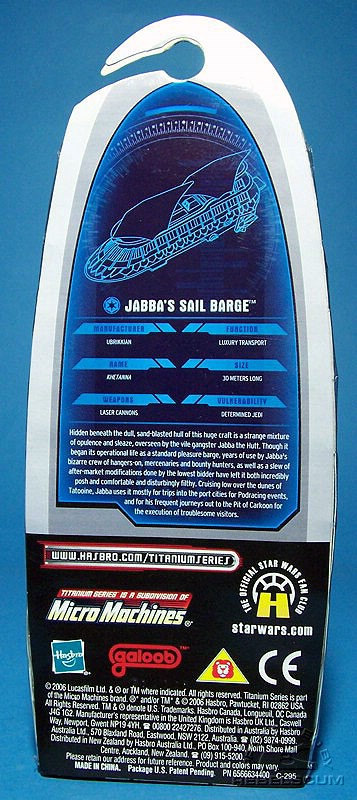 JABBA'S SAIL BARGE™
MANUFACTURER
UBRIKKIAN
FUNCTION
LUXURY TRANSPORT
NAME
KHETANNA
SIZE
30 METERS LONG
WEAPONS
LASER CANNONS
VULNERABILITY
DETERMINED JEDI
Hidden beneath the dull, sand-blasted hull of this huge craft is a strange mixture
of opulence and sleaze, overseen by the vile gangster Jabba the Hutt. Though it
began its operational life as a standard pleasure barge, years of use by Jabba's
bizarre crew of hangers-on, mercenaries and bounty hunters, as well as a slew of
after-market modifications done by the lowest bidder have left it both incredibly
posh and comfortable and disturbingly filthy. Cruising low over the dunes of
Tatooine, Jabba uses it mostly for trips into the port cities for Podracing events,
and for his frequent journeys out to the Pit of Carkoon for
the execution of troublesome visitors.
WWW.HASBRO.COM/TITANIUMSERIES
TITANIUM SERIES IS A SUBDIVISION OF
Micro Machines®
THE OFFICIAL STAR WARS FAN CLUB
H
starwars.com
Hasbro
galoob™
CE
© 2006 Lucasfilm Ltd. & ® or TM where indicated. All rights reserved. Titanium Series is part
of the Micro Machines brand. ®* and/or TM* & © 2006 Hasbro, Pawtucket, RI 02862 USA.
All Rights Reserved. TM & ® denote U.S. Trademarks. Hasbro Canada, Longueuil, QC Canada
J4G 1G2. Manufacturer's representative in the United Kingdom is Hasbro UK Ltd., Caswell
Way, Newport, Gwent NP19 4YH ☎ 00800 22427276. Distributed in Australia by Hasbro
Australia Ltd., 570 Blaxland Road, Eastwood, NSW 2122, Australia ☎ (02) 9874-0999.
Distributed in New Zealand by Hasbro Australia Ltd., PO Box 100-940, North Shore Mail
Centre, Auckland, New Zealand. ☎ (09) 915-5200.
Please retain our address for future reference. Product and colors may vary.
MADE IN CHINA. Package U.S. Patent Pending. P/N 6566634400 C-295
REBELSCUM